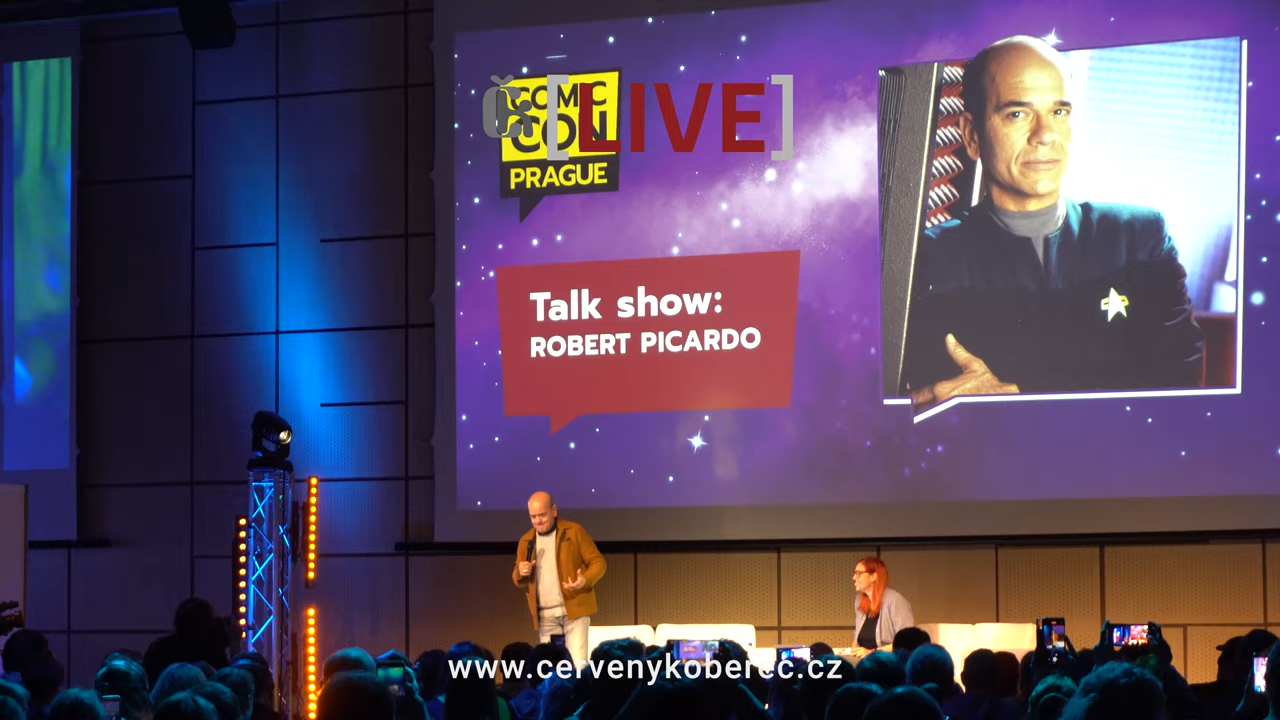 COMIC
CON
PRAGUE
Č. [LIVE]
Talk show:
ROBERT PICARDO
www.cervenykoberec.cz